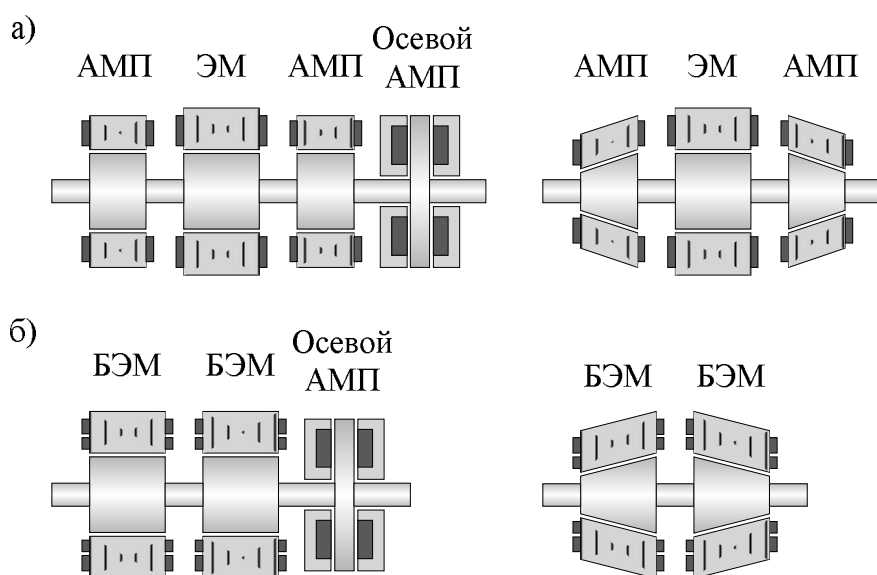 а)
АМП ЭМ АМП Осевой
АМП
АМП ЭМ АМП
б)
БЭМ БЭМ Осевой
АМП
БЭМ БЭМ